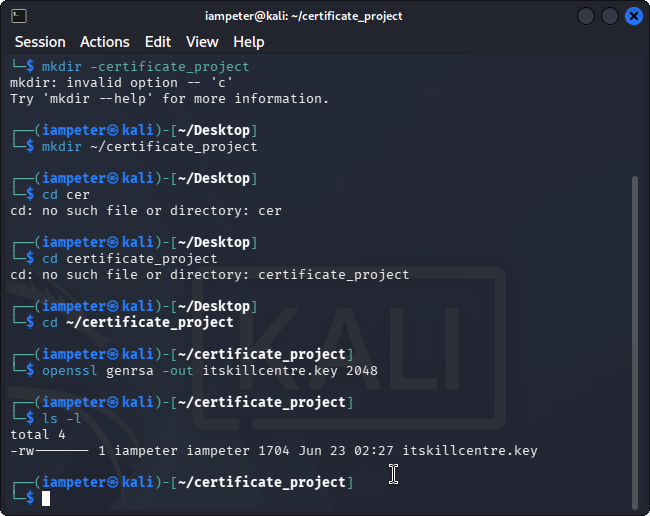 iampeter@kali: ~/certificate_project
Session Actions Edit View Help
└─$ mkdir -certificate_project
mkdir: invalid option -- 'c'
Try 'mkdir --help' for more information.
┌──(iampeter㉿kali)-[~/Desktop]
└─$ mkdir ~/certificate_project
┌──(iampeter㉿kali)-[~/Desktop]
└─$ cd cer
cd: no such file or directory: cer
┌──(iampeter㉿kali)-[~/Desktop]
└─$ cd certificate_project
cd: no such file or directory: certificate_project
┌──(iampeter㉿kali)-[~/Desktop]
└─$ cd ~/certificate_project
┌──(iampeter㉿kali)-[~/certificate_project]
└─$ openssl genrsa -out itskillcentre.key 2048
┌──(iampeter㉿kali)-[~/certificate_project]
└─$ ls -l
total 4
-rw------- 1 iampeter iampeter 1704 Jun 23 02:27 itskillcentre.key
┌──(iampeter㉿kali)-[~/certificate_project]
└─$
KALI